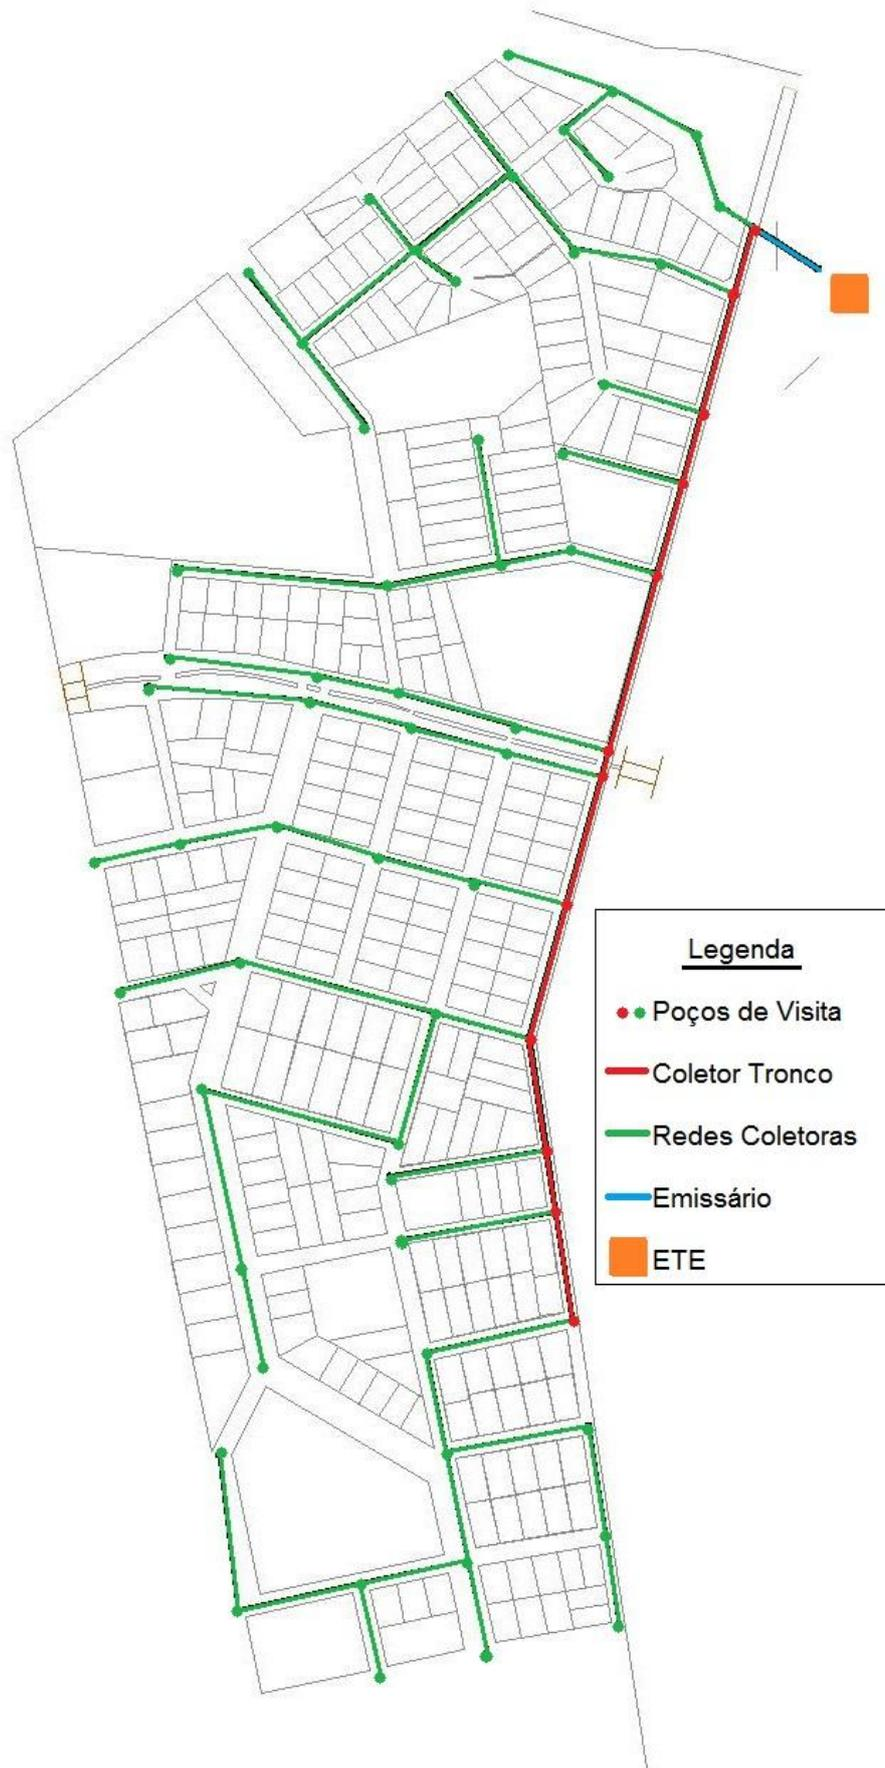 Legenda
Poços de Visita
Coletor Tronco
Redes Coletoras
Emissário
ETE